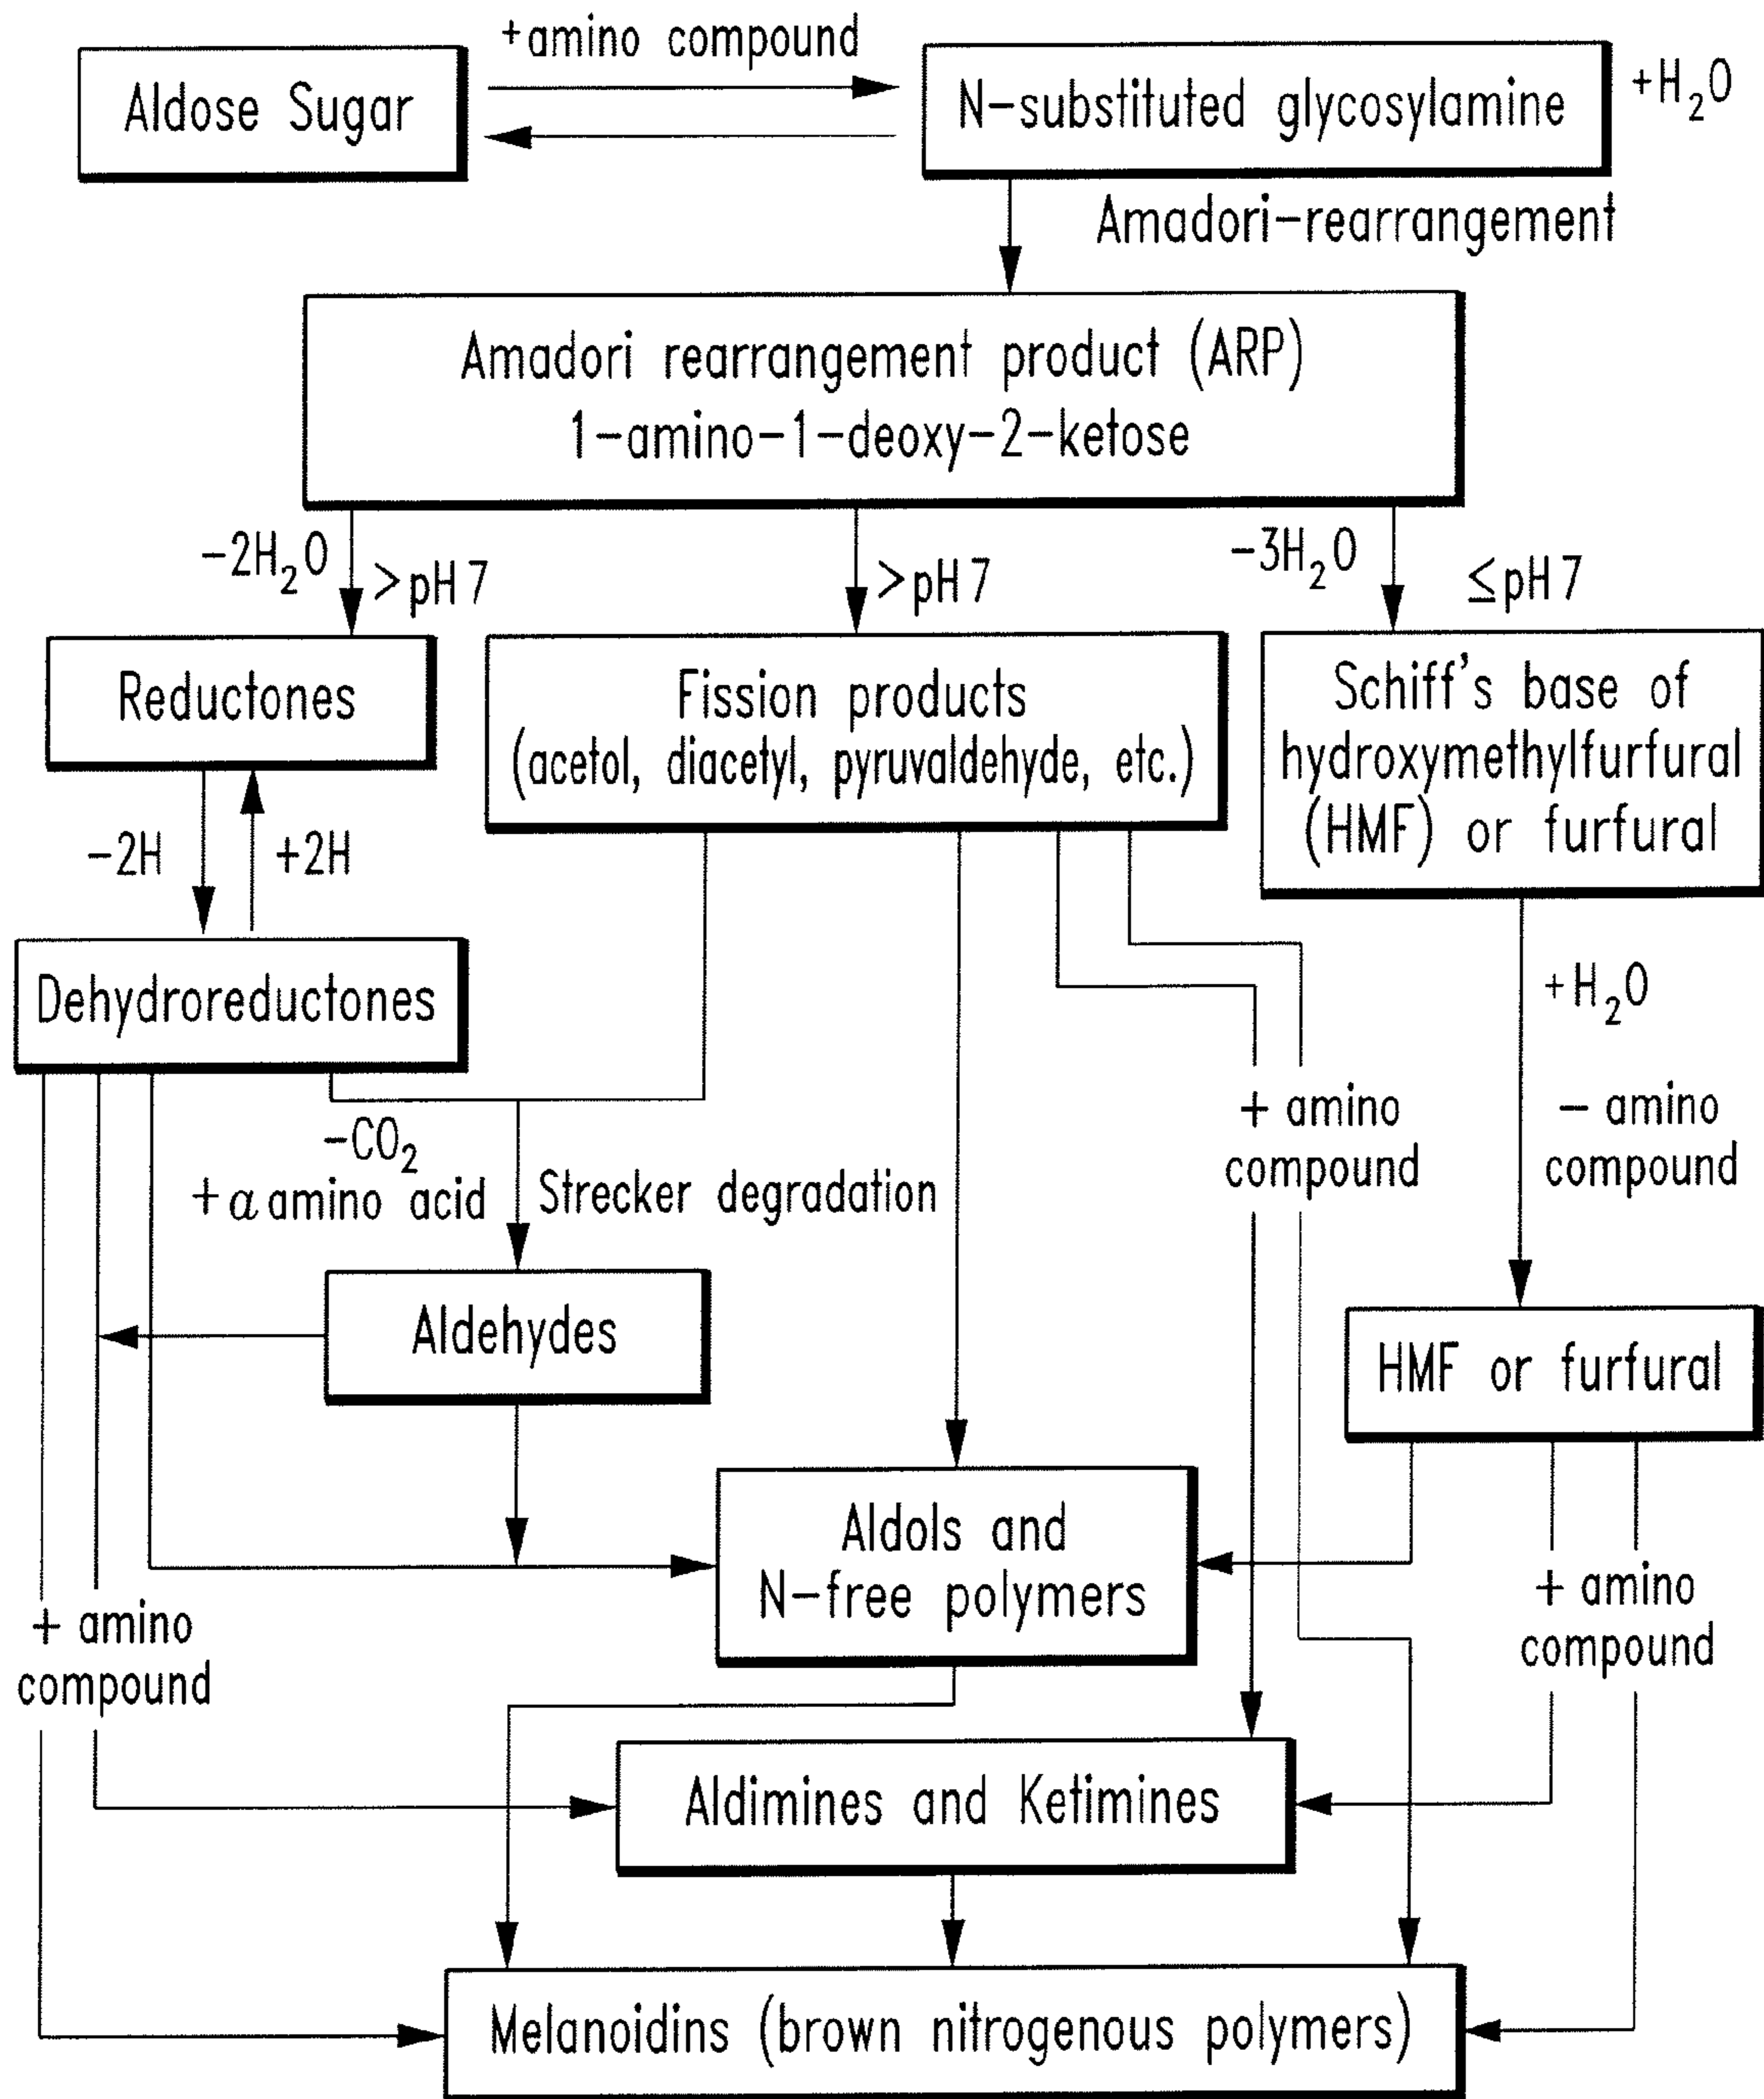 +amino compound
Aldose Sugar
N-substituted glycosylamine
+H₂O
Amadori-rearrangement
Amadori rearrangement product (ARP)
1-amino-1-deoxy-2-ketose
-2H₂O
>pH 7
>pH 7
-3H₂O
≤pH 7
Reductones
Fission products
(acetol, diacetyl, pyruvaldehyde, etc.)
Schiff's base of
hydroxymethylfurfural
(HMF) or furfural
-2H
+2H
Dehydroreductones
+H₂O
+ amino
compound
- amino
compound
-CO₂
+α amino acid
Strecker degradation
Aldehydes
HMF or furfural
Aldols and
N-free polymers
+ amino
compound
+ amino
compound
Aldimines and Ketimines
Melanoidins (brown nitrogenous polymers)